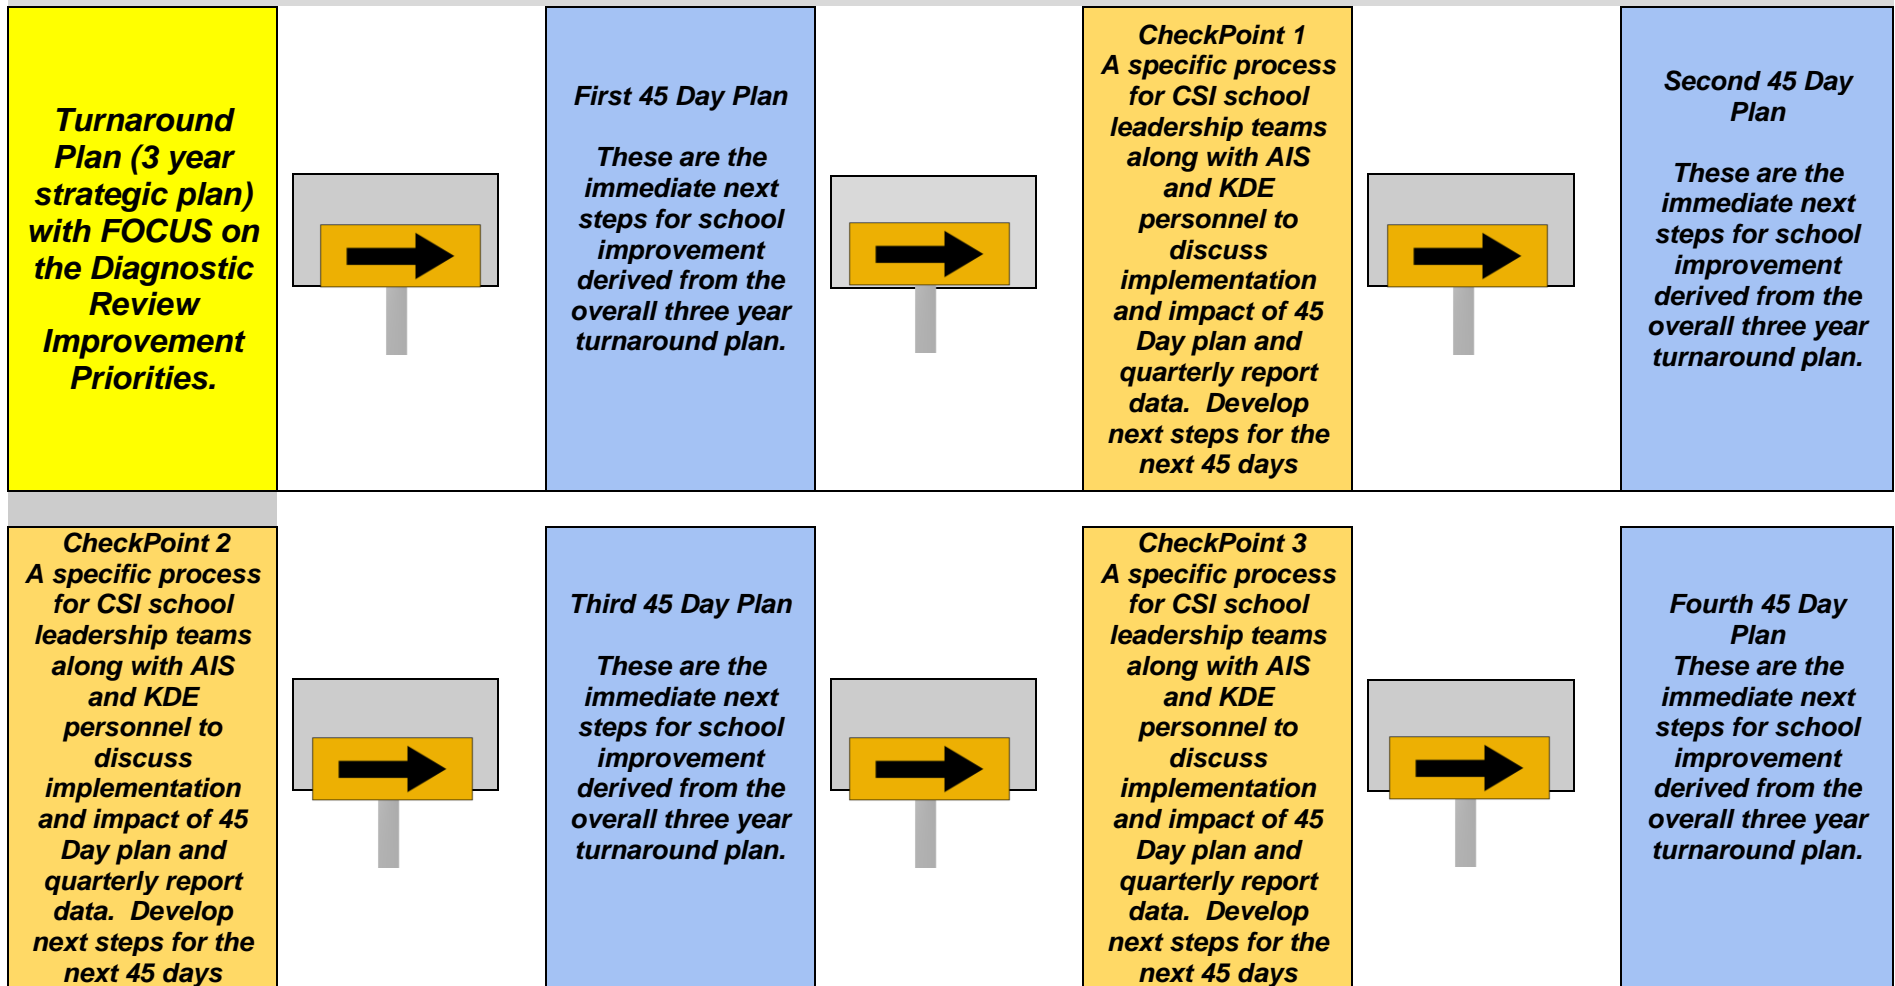 Turnaround
Plan (3 year
strategic plan)
with FOCUS on
the Diagnostic
Review
Improvement
Priorities.
First 45 Day Plan
These are the
immediate next
steps for school
improvement
derived from the
overall three year
turnaround plan.
CheckPoint 1
A specific process
for CSI school
leadership teams
along with AIS
and KDE
personnel to
discuss
implementation
and impact of 45
Day plan and
quarterly report
data.  Develop
next steps for the
next 45 days
Second 45 Day
Plan
These are the
immediate next
steps for school
improvement
derived from the
overall three year
turnaround plan.
CheckPoint 2
A specific process
for CSI school
leadership teams
along with AIS
and KDE
personnel to
discuss
implementation
and impact of 45
Day plan and
quarterly report
data.  Develop
next steps for the
next 45 days
Third 45 Day Plan
These are the
immediate next
steps for school
improvement
derived from the
overall three year
turnaround plan.
CheckPoint 3
A specific process
for CSI school
leadership teams
along with AIS
and KDE
personnel to
discuss
implementation
and impact of 45
Day plan and
quarterly report
data.  Develop
next steps for the
next 45 days
Fourth 45 Day
Plan
These are the
immediate next
steps for school
improvement
derived from the
overall three year
turnaround plan.